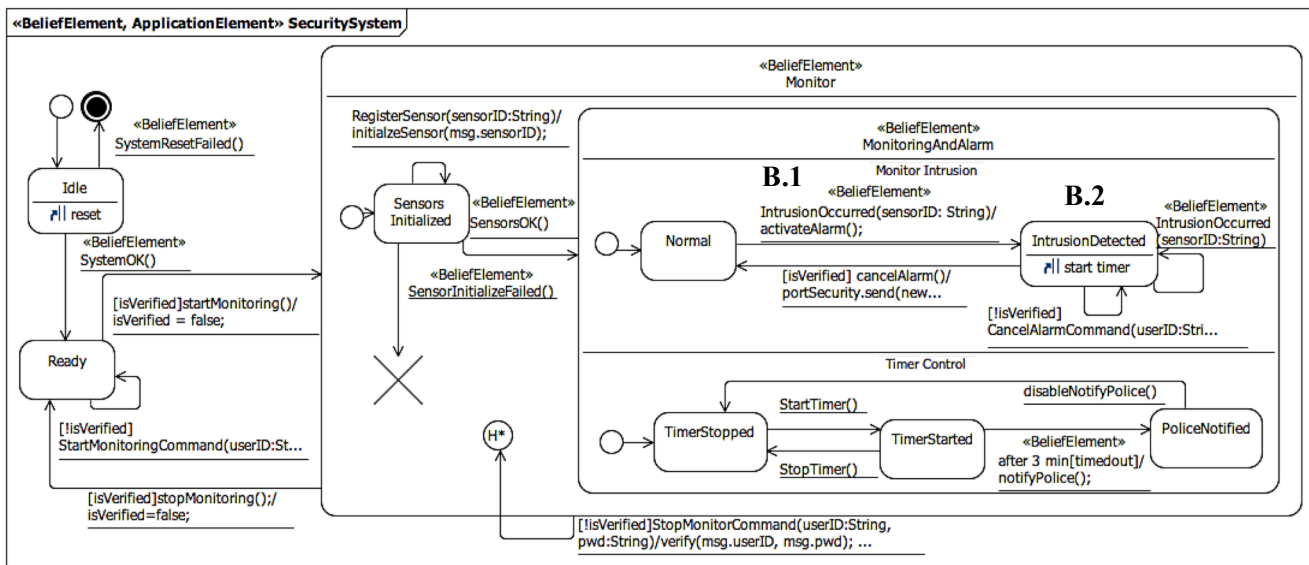 «BeliefElement, ApplicationElement» SecuritySystem
«BeliefElement»
Monitor
«BeliefElement»
SystemResetFailed()
Idle
reset
«BeliefElement»
SystemOK()
[isVerified]startMonitoring()/
isVerified = false;
Ready
[!isVerified]
StartMonitoringCommand(userID:St...
[isVerified]stopMonitoring();/
isVerified=false;
RegisterSensor(sensorID:String)/
initialzeSensor(msg.sensorID);
Sensors
Initialized
«BeliefElement»
SensorsOK()
«BeliefElement»
SensorInitializeFailed()
H*
[!isVerified]StopMonitorCommand(userID:String,
pwd:String)/verify(msg.userID, msg.pwd); ...
«BeliefElement»
MonitoringAndAlarm
Monitor Intrusion
B.1
«BeliefElement»
IntrusionOccurred(sensorID: String)/
activateAlarm();
B.2
Normal
IntrusionDetected
start timer
«BeliefElement»
IntrusionOccurred
(sensorID:String)
[isVerified] cancelAlarm()/
portSecurity.send(new...
[!isVerified]
CancelAlarmCommand(userID:Stri...
Timer Control
disableNotifyPolice()
TimerStopped
StartTimer()
StopTimer()
TimerStarted
«BeliefElement»
after 3 min[timedout]/
notifyPolice();
PoliceNotified